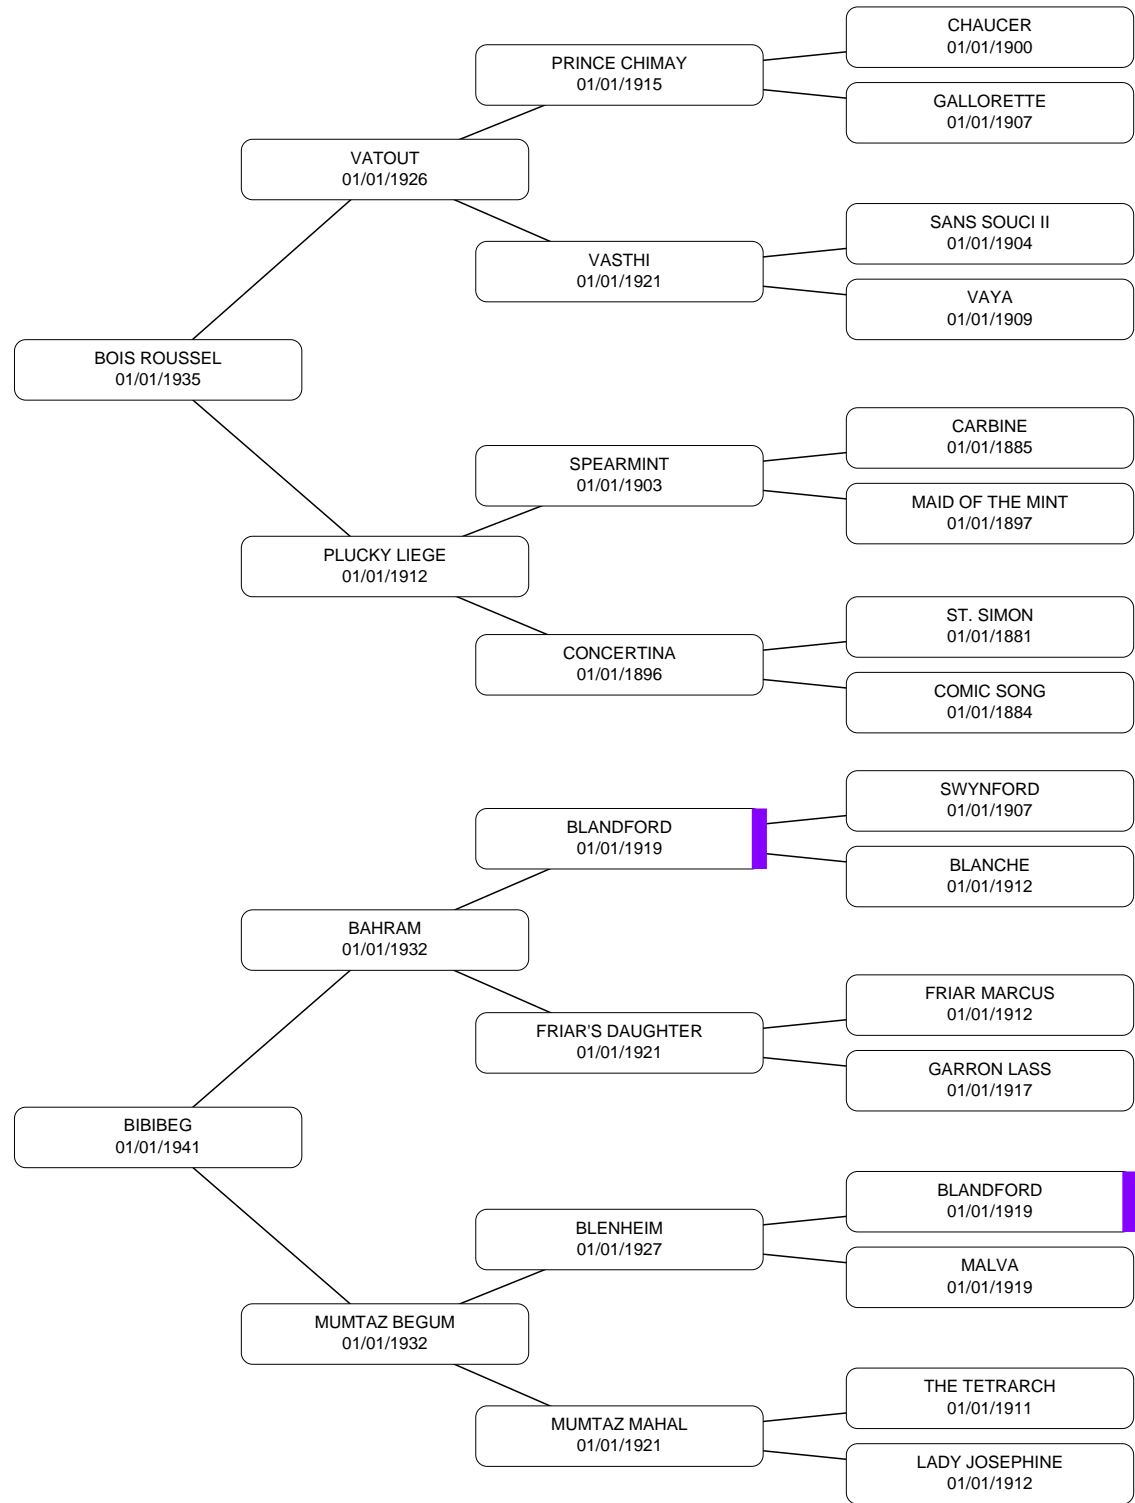 CHAUCER
01/01/1900
PRINCE CHIMAY
01/01/1915
GALLORETTE
01/01/1907
VATOUT
01/01/1926
SANS SOUCI II
01/01/1904
VASTHI
01/01/1921
VAYA
01/01/1909
BOIS ROUSSEL
01/01/1935
CARBINE
01/01/1885
SPEARMINT
01/01/1903
MAID OF THE MINT
01/01/1897
PLUCKY LIEGE
01/01/1912
ST. SIMON
01/01/1881
CONCERTINA
01/01/1896
COMIC SONG
01/01/1884
SWYNFORD
01/01/1907
BLANDFORD
01/01/1919
BLANCHE
01/01/1912
BAHRAM
01/01/1932
FRIAR MARCUS
01/01/1912
FRIAR'S DAUGHTER
01/01/1921
GARRON LASS
01/01/1917
BIBIBEG
01/01/1941
BLANDFORD
01/01/1919
BLENHEIM
01/01/1927
MALVA
01/01/1919
MUMTAZ BEGUM
01/01/1932
THE TETRARCH
01/01/1911
MUMTAZ MAHAL
01/01/1921
LADY JOSEPHINE
01/01/1912